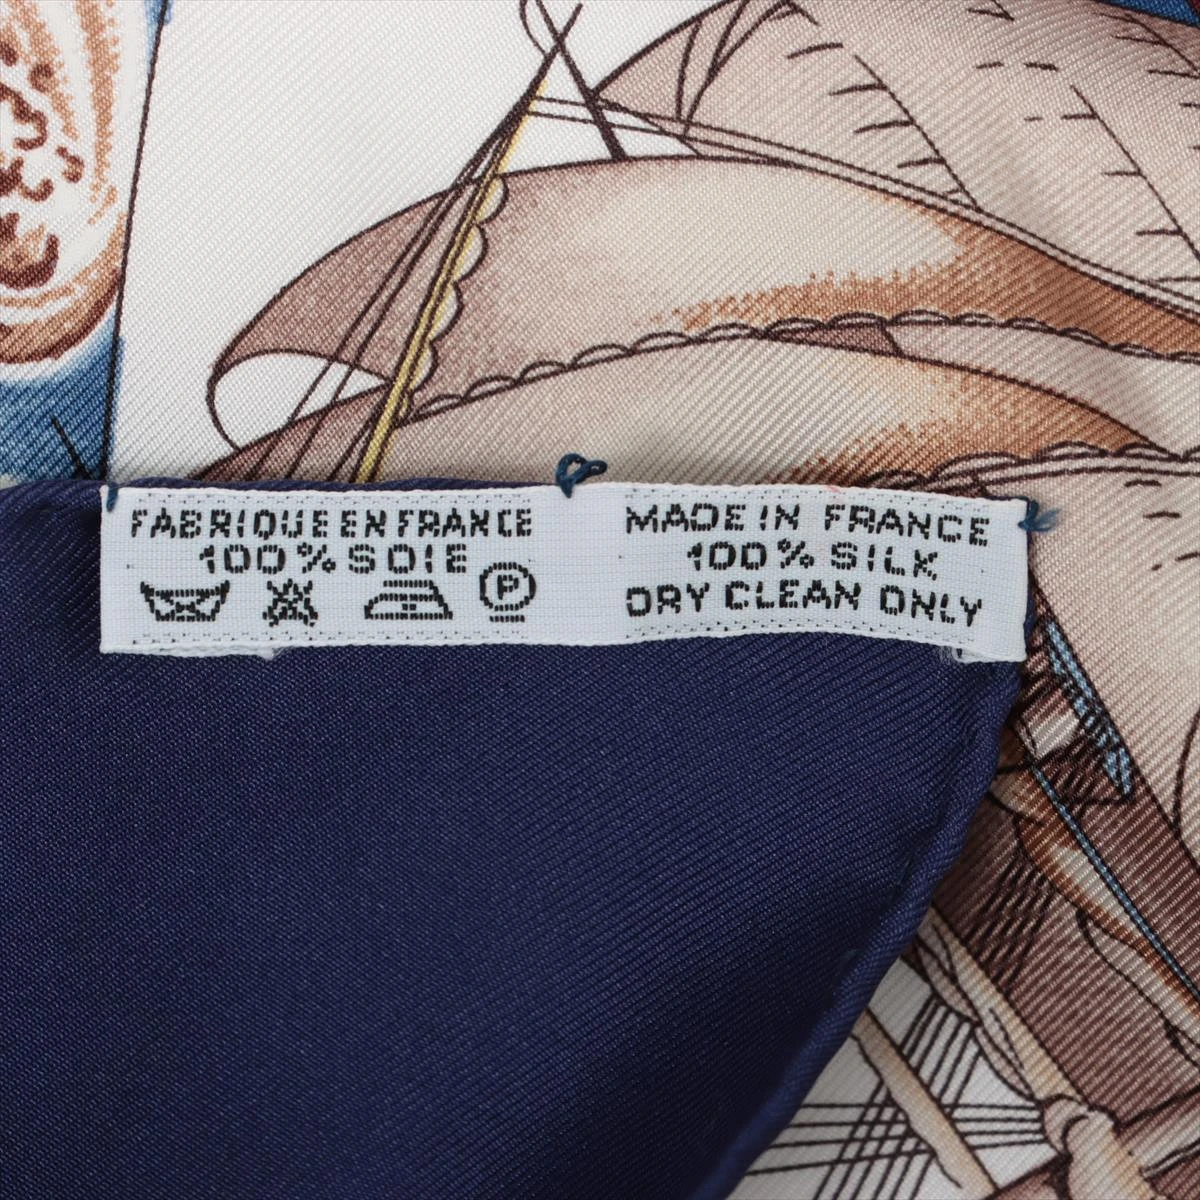 FABRIQUE EN FRANCE
100% SOIE
P
MADE IN FRANCE
100% SILK
DRY CLEAN ONLY